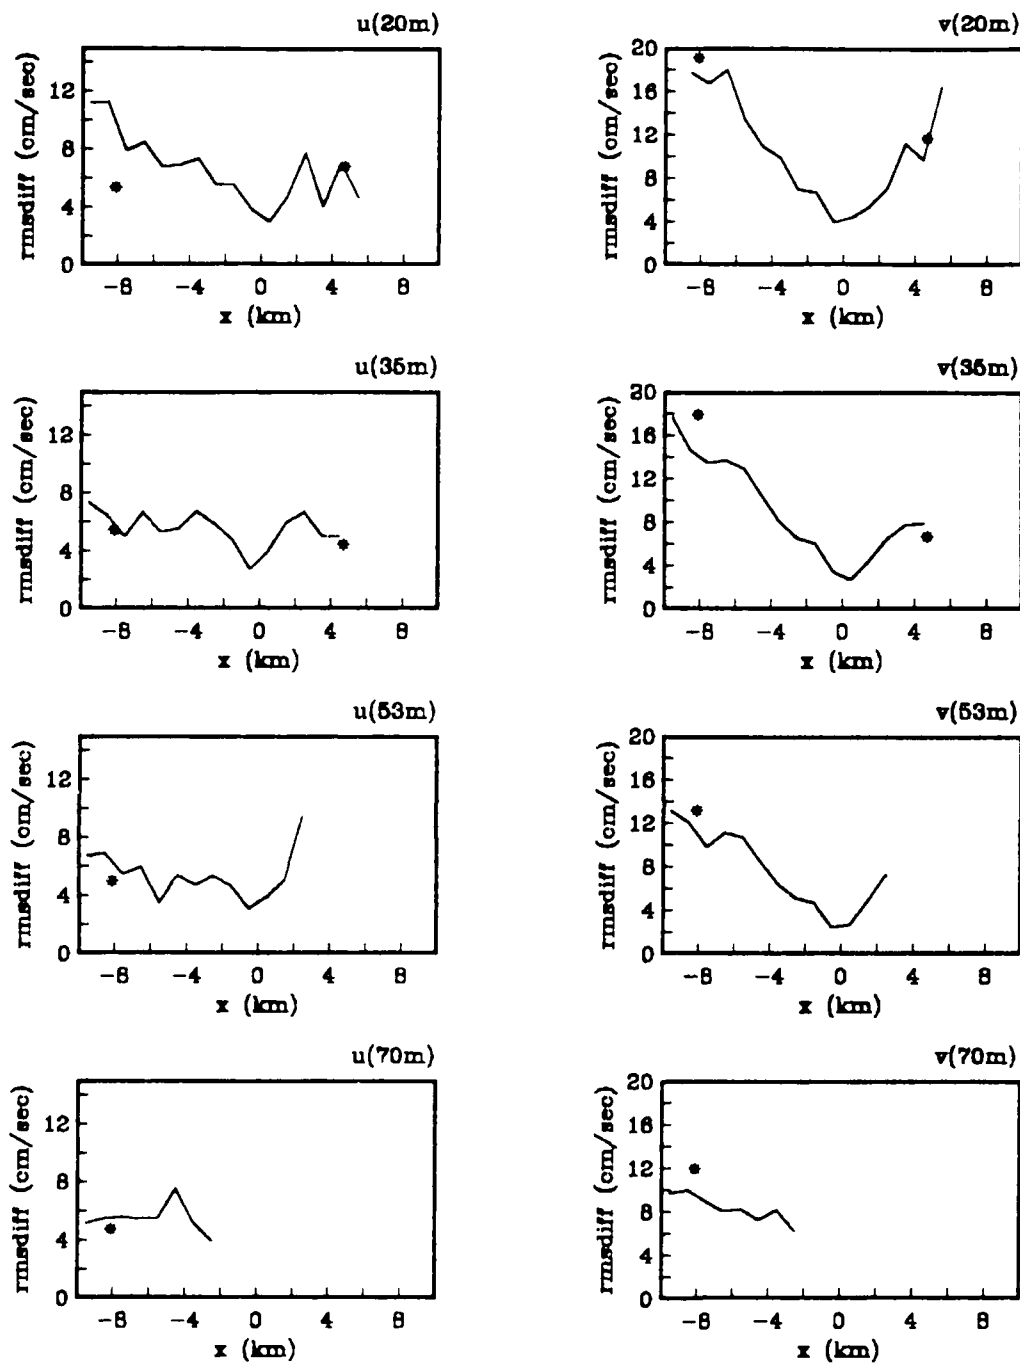 u(20m)
rmsdiff (cm/sec)
12
8
4
0
-8 -4 0 4 8
x (km)
v(20m)
rmsdiff (cm/sec)
20
16
12
8
4
0
-8 -4 0 4 8
x (km)
u(35m)
rmsdiff (cm/sec)
12
8
4
0
-8 -4 0 4 8
x (km)
v(35m)
rmsdiff (cm/sec)
20
16
12
8
4
0
-8 -4 0 4 8
x (km)
u(53m)
rmsdiff (cm/sec)
12
8
4
0
-8 -4 0 4 8
x (km)
v(53m)
rmsdiff (cm/sec)
20
16
12
8
4
0
-8 -4 0 4 8
x (km)
u(70m)
rmsdiff (cm/sec)
12
8
4
0
-8 -4 0 4 8
x (km)
v(70m)
rmsdiff (cm/sec)
20
16
12
8
4
0
-8 -4 0 4 8
x (km)